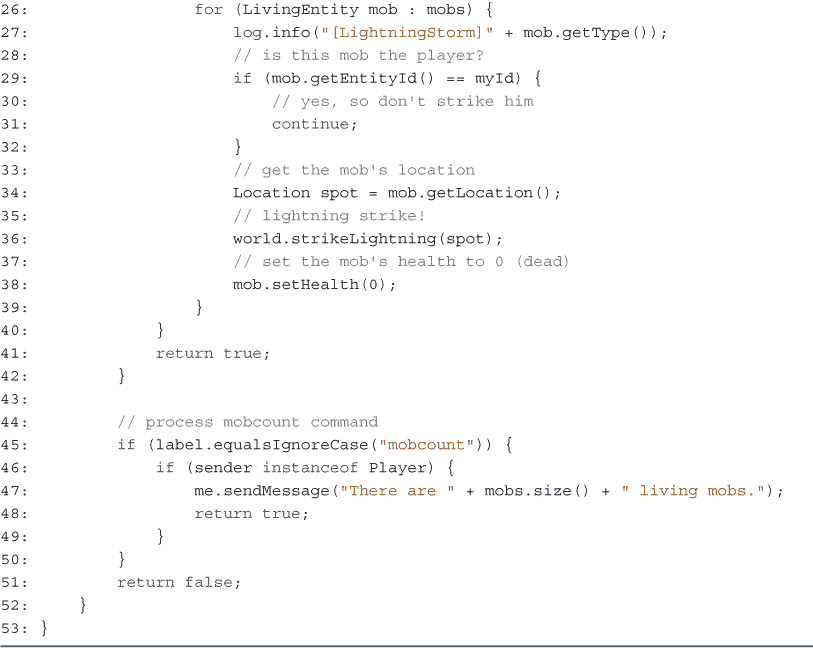 26:                 for (LivingEntity mob : mobs) {
27:                     log.info("[LightningStorm]" + mob.getType());
28:                     // is this mob the player?
29:                     if (mob.getEntityId() == myId) {
30:                         // yes, so don't strike him
31:                         continue;
32:                     }
33:                     // get the mob's location
34:                     Location spot = mob.getLocation();
35:                     // lightning strike!
36:                     world.strikeLightning(spot);
37:                     // set the mob's health to 0 (dead)
38:                     mob.setHealth(0);
39:                 }
40:             }
41:             return true;
42:         }
43:
44:         // process mobcount command
45:         if (label.equalsIgnoreCase("mobcount")) {
46:             if (sender instanceof Player) {
47:                 me.sendMessage("There are " + mobs.size() + " living mobs.");
48:                 return true;
49:             }
50:         }
51:         return false;
52:     }
53: }